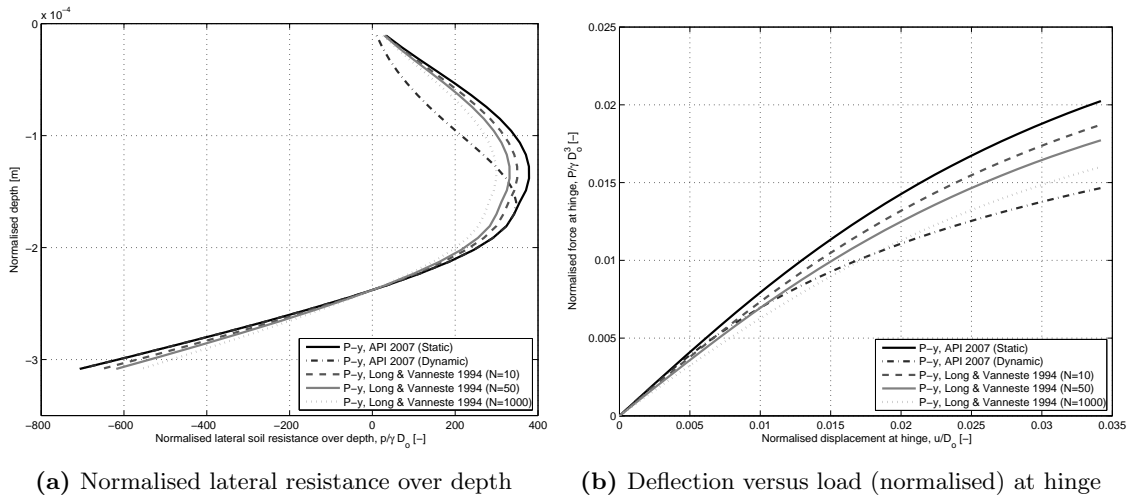 x 10⁻⁴
0
−1
−2
−3
Normalised depth [m]
P−y, API 2007 (Static)
P−y, API 2007 (Dynamic)
P−y, Long & Vanneste 1994 (N=10)
P−y, Long & Vanneste 1994 (N=50)
P−y, Long & Vanneste 1994 (N=1000)
−800 −600 −400 −200 0 200 400
Normalised lateral soil resistance over depth, p/γ Dₒ [−]
(a) Normalised lateral resistance over depth
0.025
0.02
0.015
0.01
0.005
0
Normalised force at hinge, P/γ Dₒ³ [−]
P−y, API 2007 (Static)
P−y, API 2007 (Dynamic)
P−y, Long & Vanneste 1994 (N=10)
P−y, Long & Vanneste 1994 (N=50)
P−y, Long & Vanneste 1994 (N=1000)
0 0.005 0.01 0.015 0.02 0.025 0.03 0.035
Normalised displacement at hinge, u/Dₒ [−]
(b) Deflection versus load (normalised) at hinge